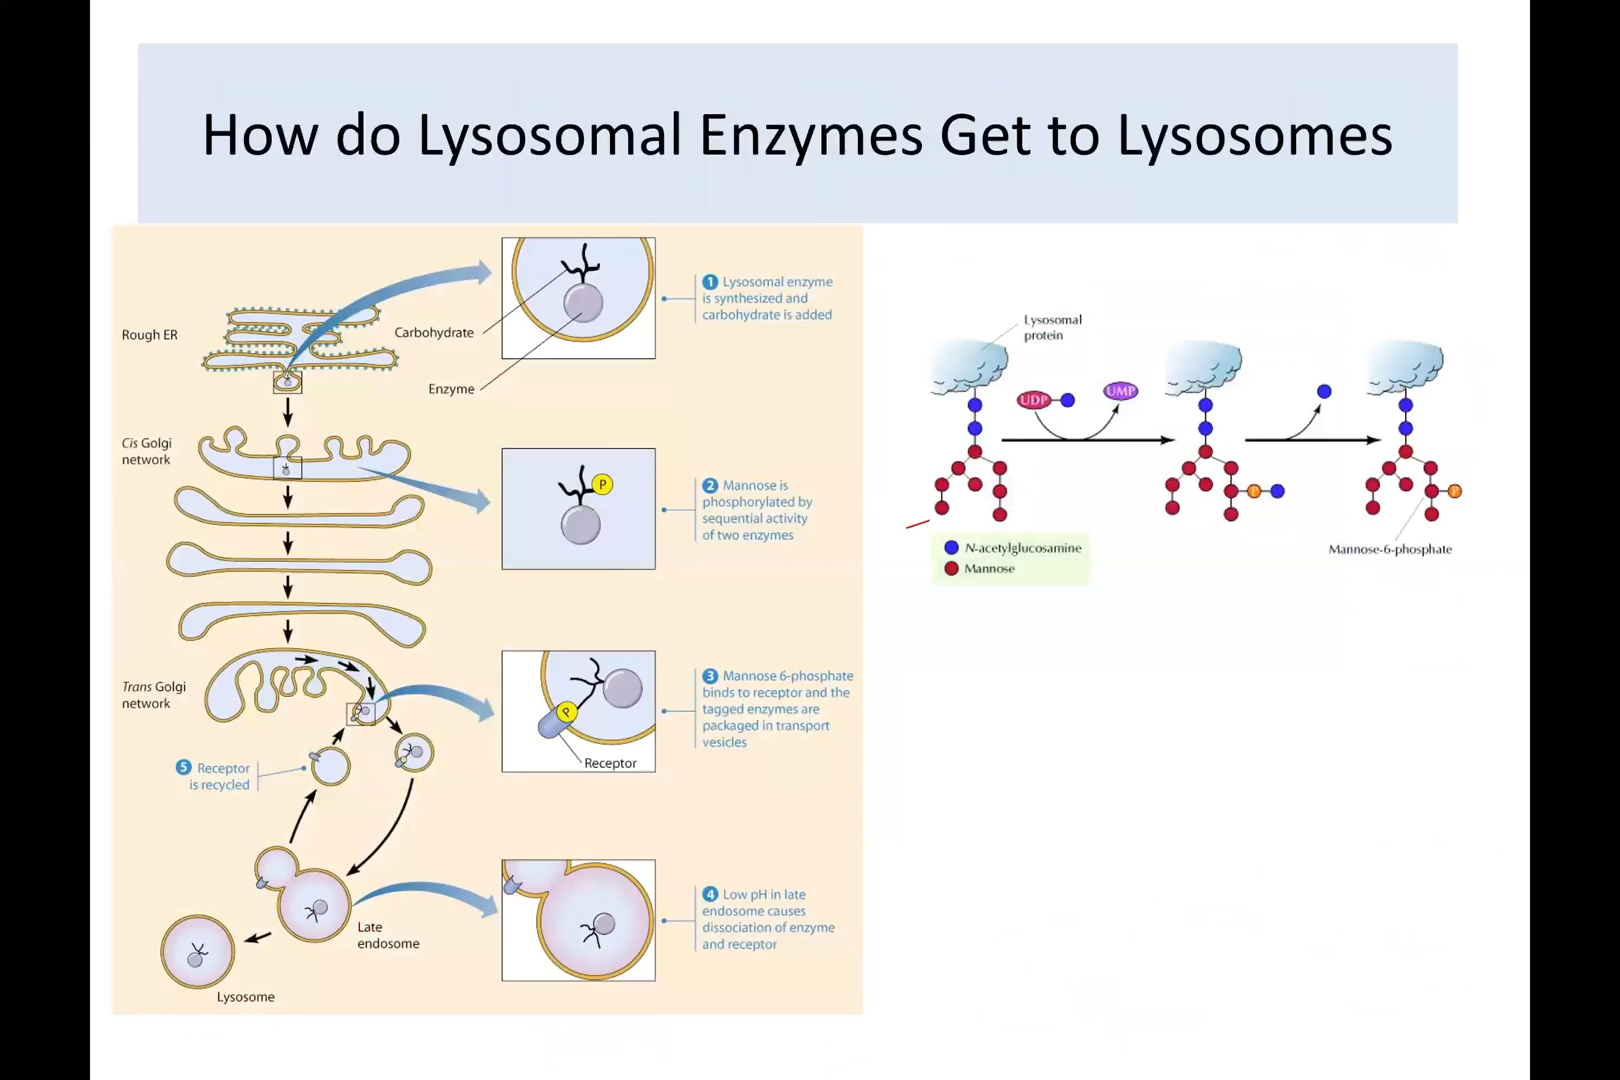 How do Lysosomal Enzymes Get to Lysosomes
Rough ER
Carbohydrate
Enzyme
1 Lysosomal enzyme
is synthesized and
carbohydrate is added
Cis Golgi
network
P
2 Mannose is
phosphorylated by
sequential activity
of two enzymes
Trans Golgi
network
P
Receptor
3 Mannose 6-phosphate
binds to receptor and the
tagged enzymes are
packaged in transport
vesicles
5 Receptor
is recycled
Late
endosome
Lysosome
4 Low pH in late
endosome causes
dissociation of enzyme
and receptor
Lysosomal
protein
UDP
UMP
P
P
Mannose-6-phosphate
N-acetylglucosamine
Mannose